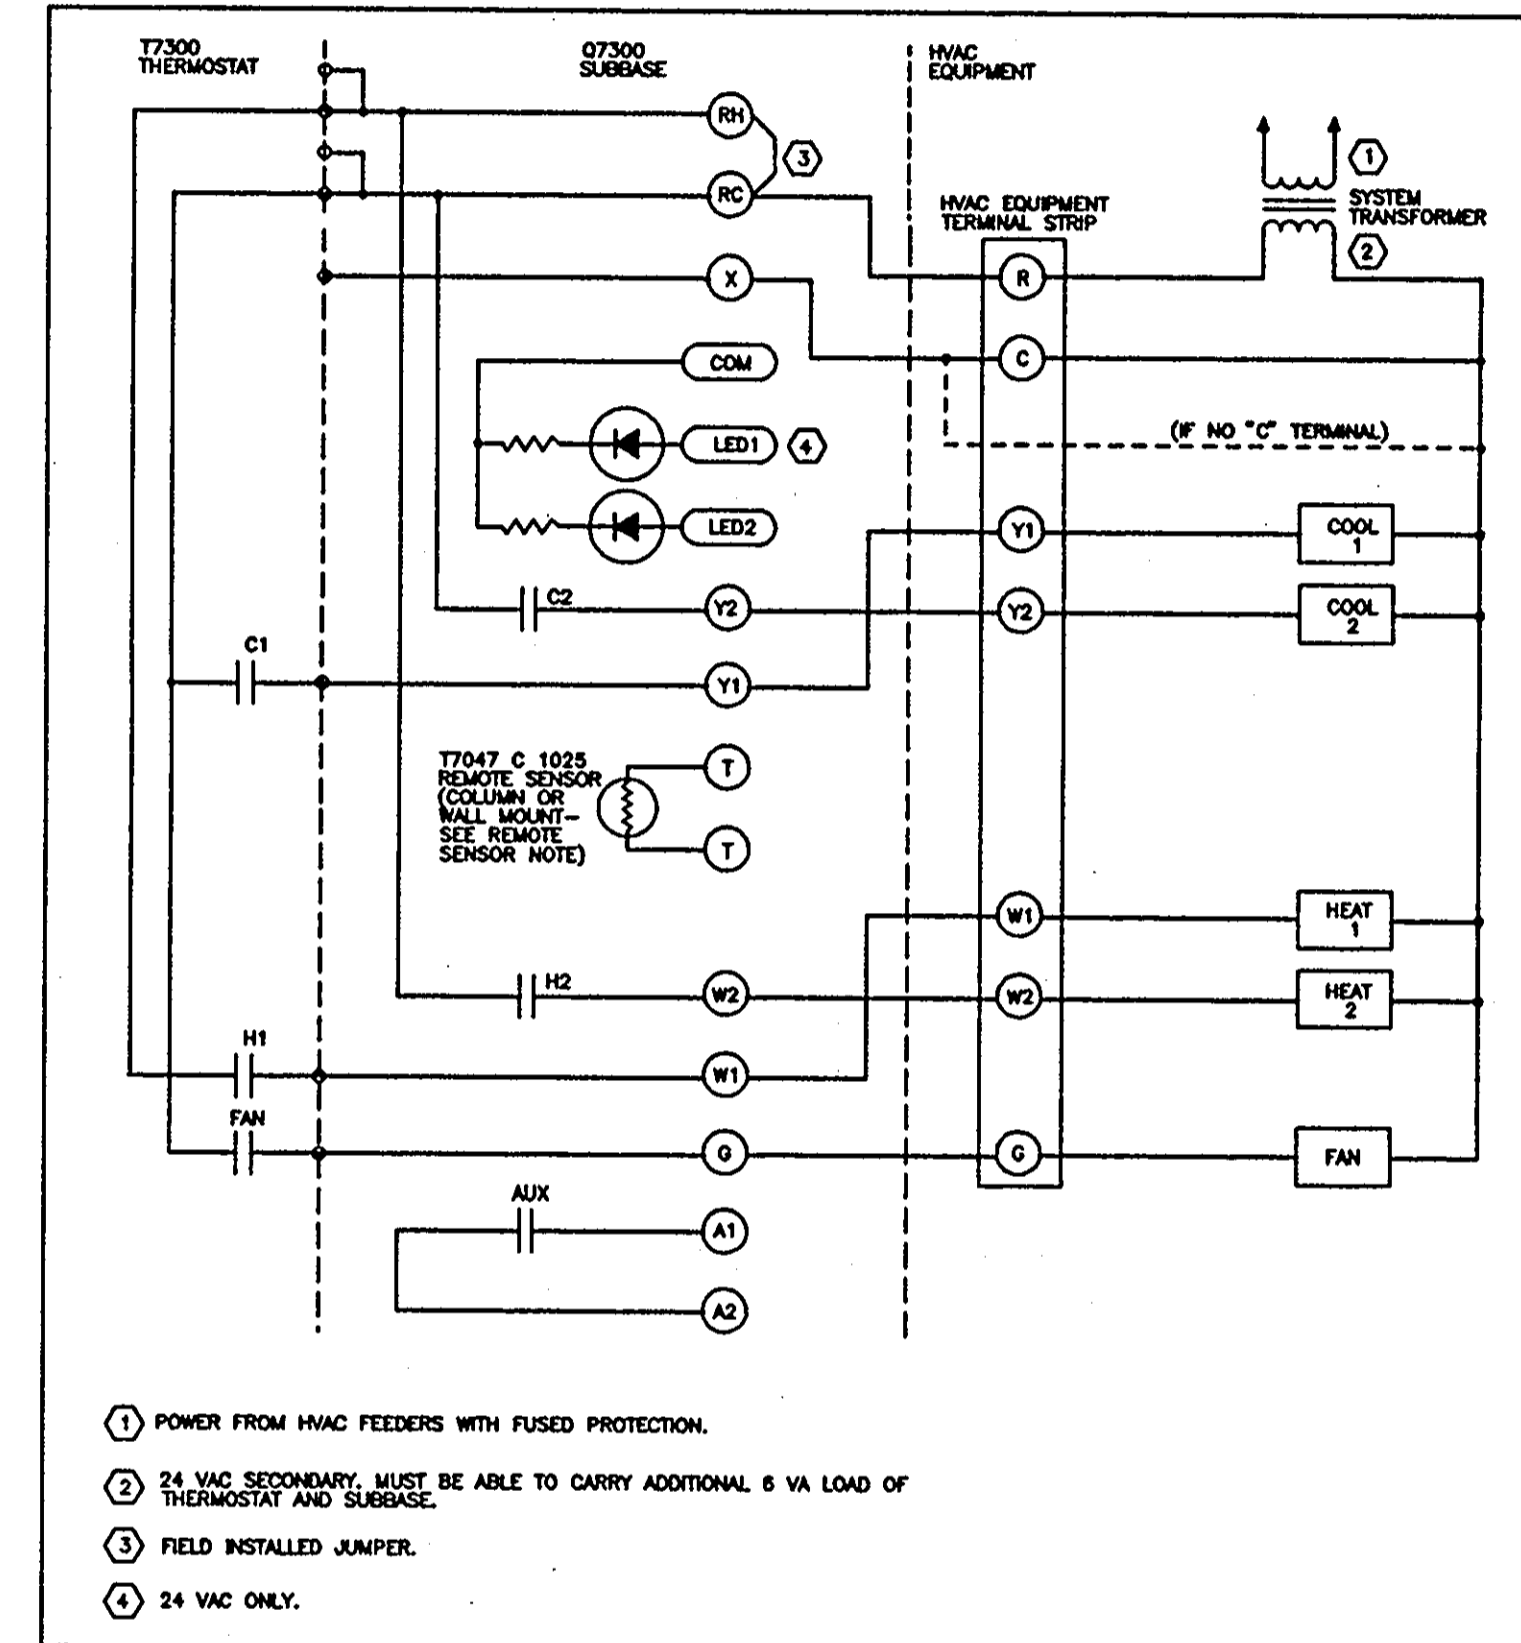 T7300
THERMOSTAT
Q7300
SUBBASE
HVAC
EQUIPMENT
RH
3
RC
1
SYSTEM
TRANSFORMER
2
HVAC EQUIPMENT
TERMINAL STRIP
X
R
COM
C
LED1
4
(IF NO "C" TERMINAL)
LED2
Y1
COOL
1
C2
Y2
Y2
COOL
2
C1
Y1
T7047 C 1025
REMOTE SENSOR
(COLUMN OR
WALL MOUNT-
SEE REMOTE
SENSOR NOTE)
T
T
W1
HEAT
1
H2
W2
W2
HEAT
2
H1
W1
FAN
G
G
FAN
AUX
A1
A2
1 POWER FROM HVAC FEEDERS WITH FUSED PROTECTION.
2 24 VAC SECONDARY. MUST BE ABLE TO CARRY ADDITIONAL 6 VA LOAD OF
THERMOSTAT AND SUBBASE.
3 FIELD INSTALLED JUMPER.
4 24 VAC ONLY.